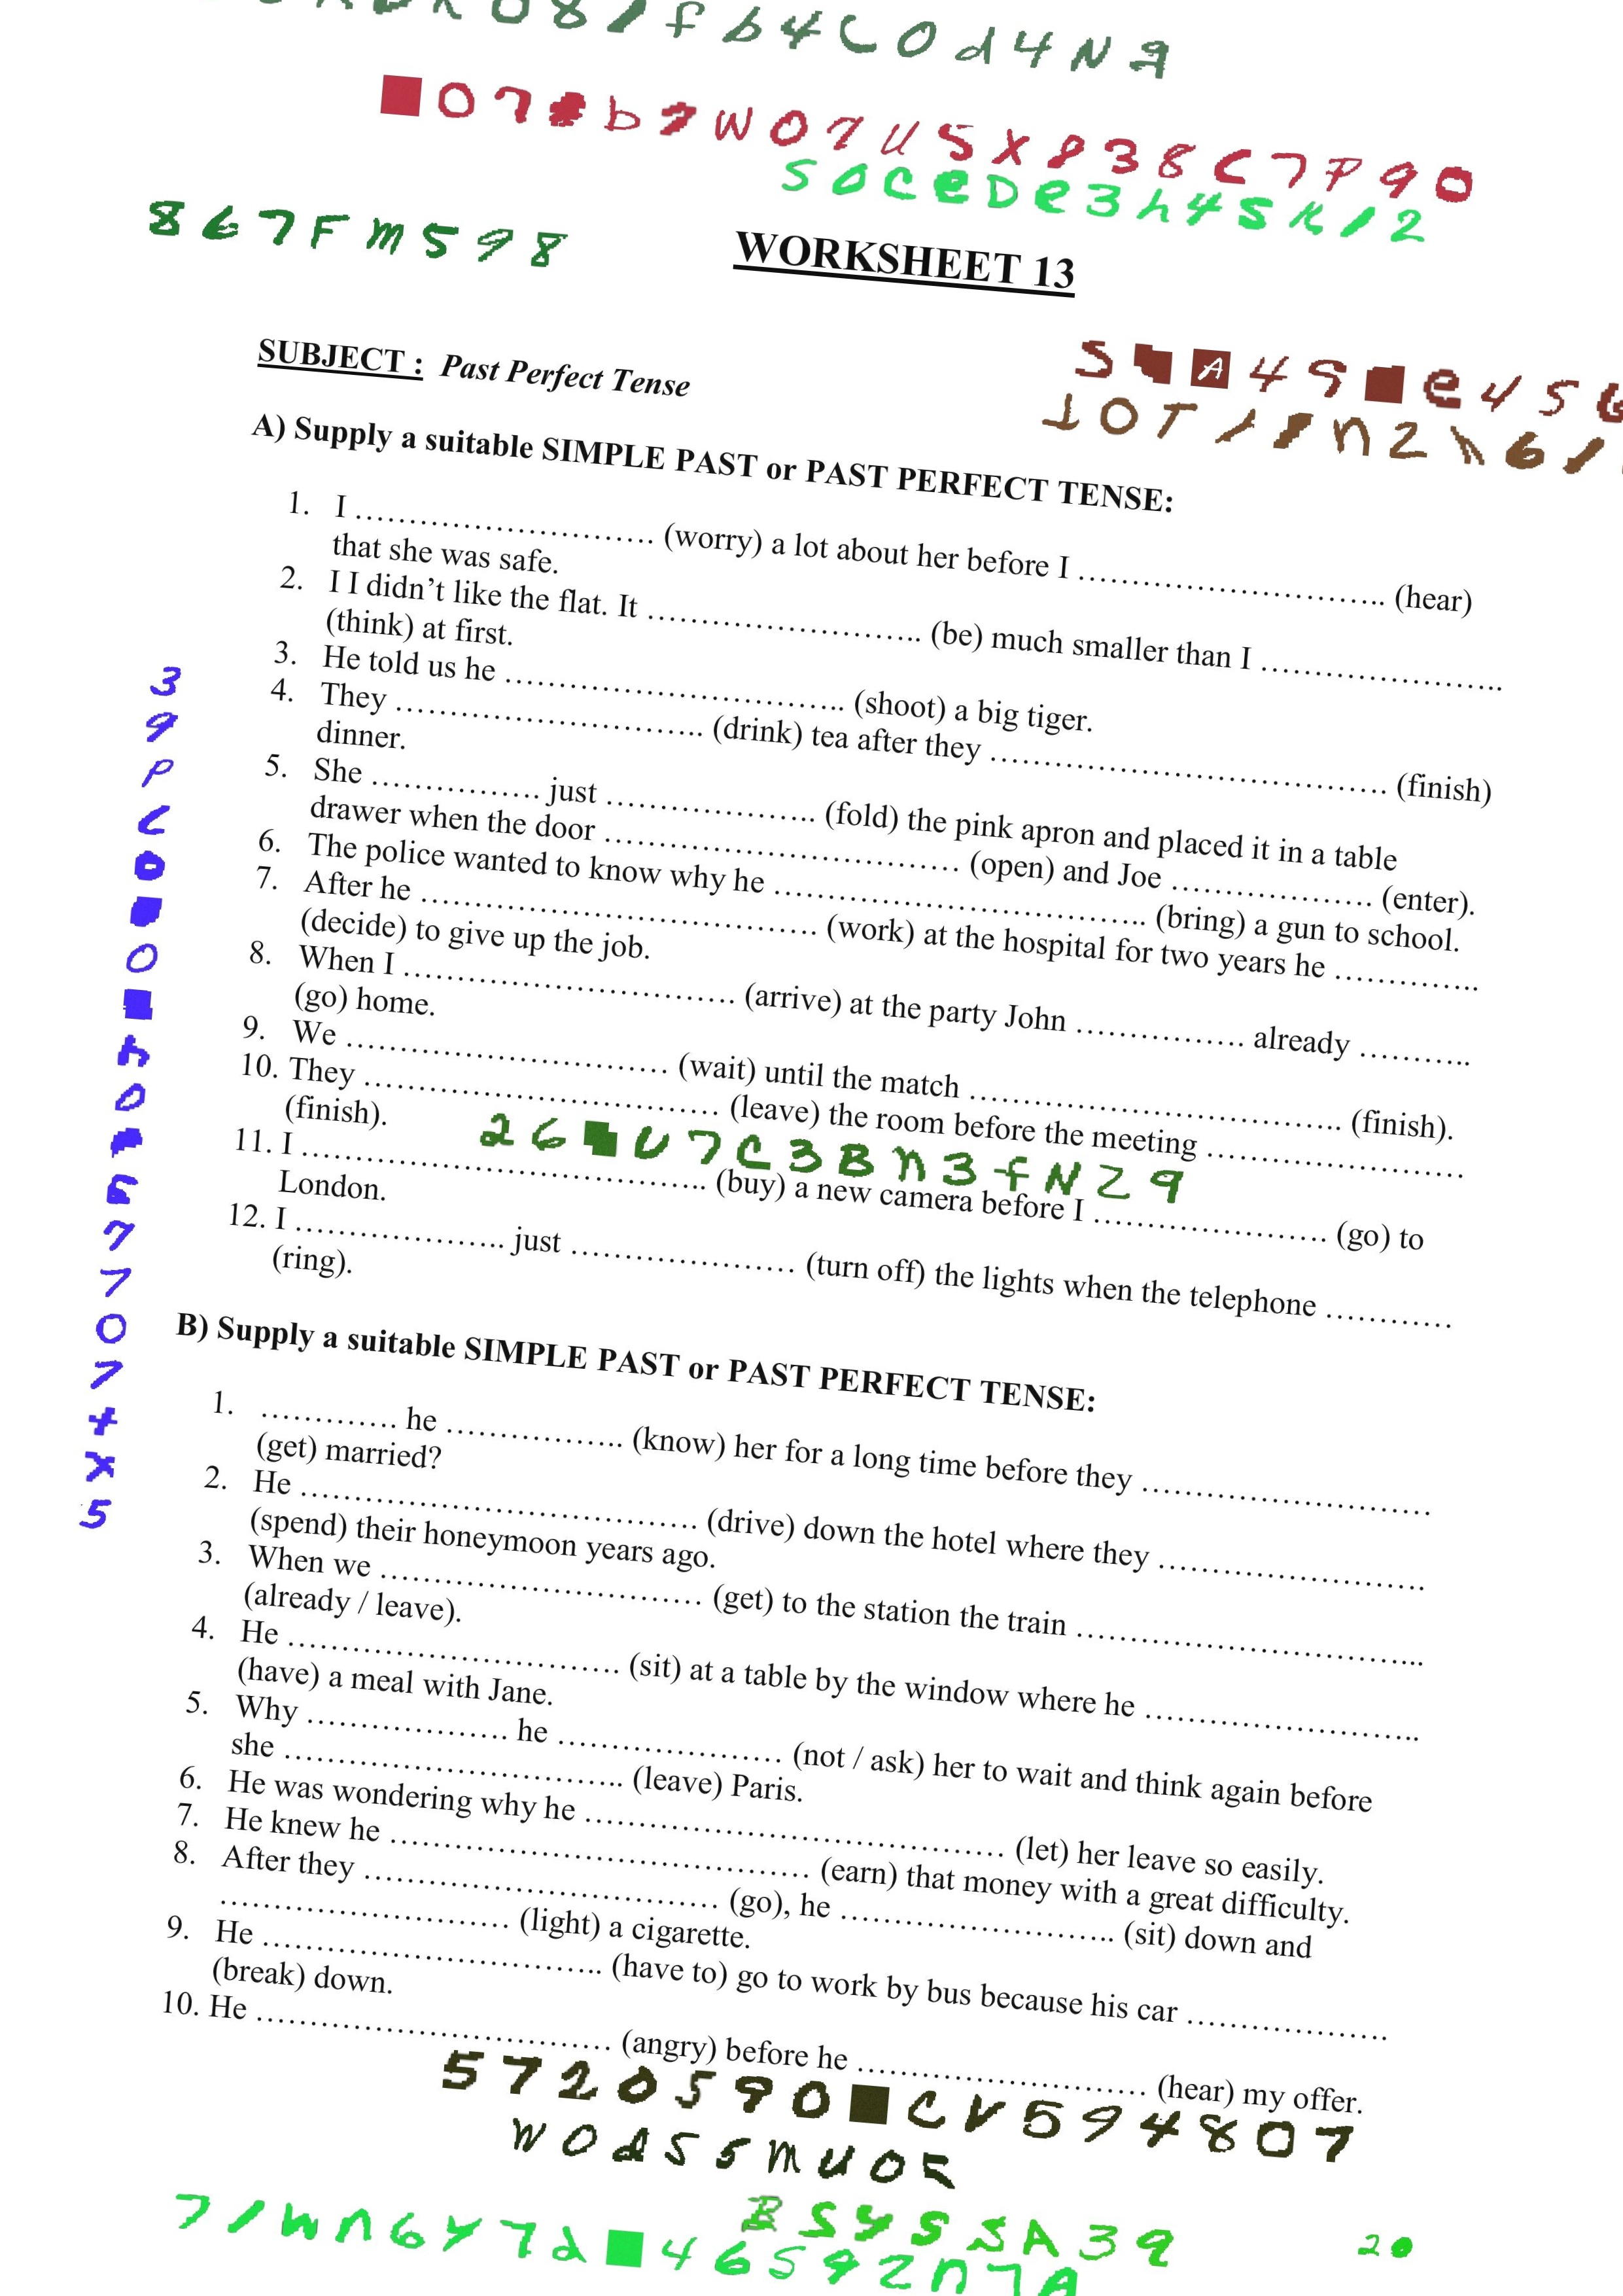 867FM598
WORKSHEET 13
SUBJECT : Past Perfect Tense
A) Supply a suitable SIMPLE PAST or PAST PERFECT TENSE:
1. I ………………………. (worry) a lot about her before I ……………………….. (hear)
that she was safe.
2. I I didn’t like the flat. It …………………….. (be) much smaller than I …………………..
(think) at first.
3. He told us he ………………………….. (shoot) a big tiger.
4. They ……………………….. (drink) tea after they ………………………………. (finish)
dinner.
5. She ……………. just ……………….. (fold) the pink apron and placed it in a table
drawer when the door …………………………… (open) and Joe ………………. (enter).
6. The police wanted to know why he …………………………….. (bring) a gun to school.
7. After he ……………………………….. (work) at the hospital for two years he …………..
(decide) to give up the job.
8. When I ………………………….. (arrive) at the party John ……………. already ………..
(go) home.
9. We ………………………… (wait) until the match …………………………….. (finish).
10. They …………………………… (leave) the room before the meeting ……………………
(finish).
11. I ……………………………….. (buy) a new camera before I …………………. (go) to
London.
12. I ……………….. just ………………… (turn off) the lights when the telephone …………
(ring).
B) Supply a suitable SIMPLE PAST or PAST PERFECT TENSE:
1. …………. he …………….. (know) her for a long time before they ………………………
(get) married?
2. He ………………………………. (drive) down the hotel where they …………………….
(spend) their honeymoon years ago.
3. When we ………………………… (get) to the station the train …………………………...
(already / leave).
4. He …………………………. (sit) at a table by the window where he ……………………..
(have) a meal with Jane.
5. Why ………………. he ………………… (not / ask) her to wait and think again before
she ………………………….. (leave) Paris.
6. He was wondering why he ………………………………… (let) her leave so easily.
7. He knew he ………………………………… (earn) that money with a great difficulty.
8. After they …………………………… (go), he …………………….. (sit) down and
……………………… (light) a cigarette.
9. He ………………………….. (have to) go to work by bus because his car ………………
(break) down.
10. He …………………………… (angry) before he ……………………… (hear) my offer.
20